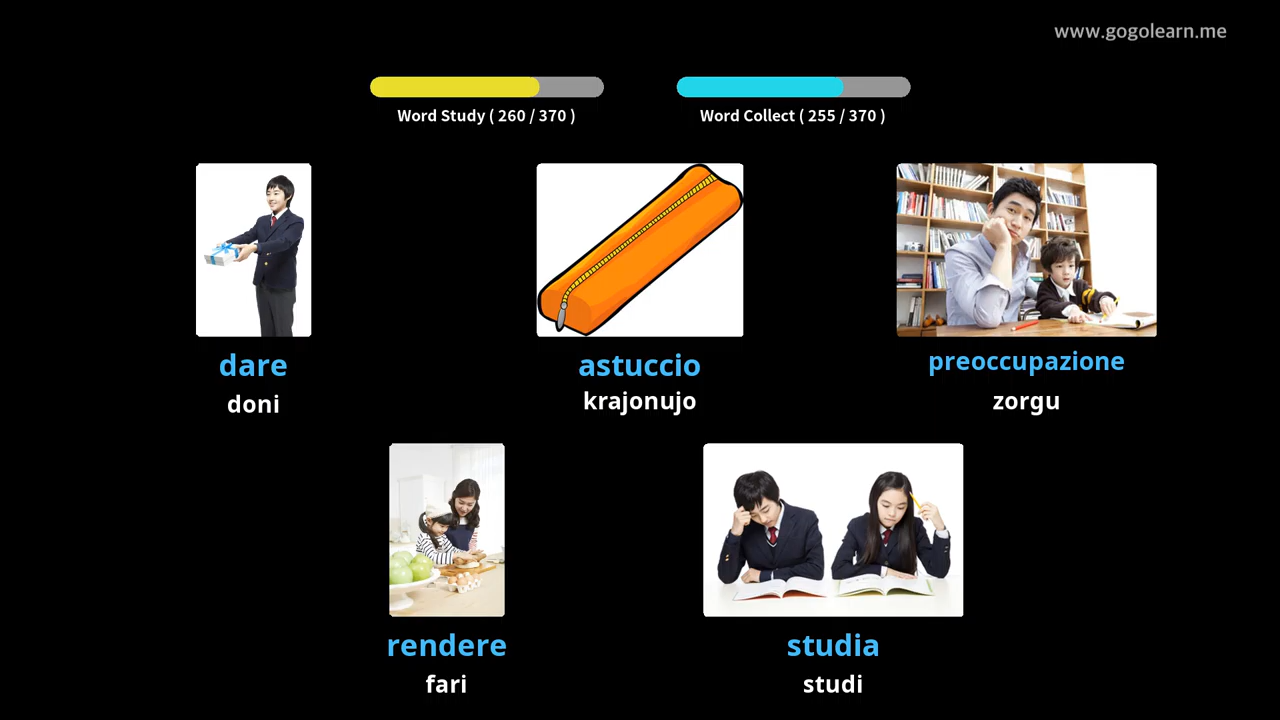 www.gogolearn.me
Word Study ( 260 / 370 )
Word Collect ( 255 / 370 )
dare
doni
astuccio
krajonujo
preoccupazione
zorgu
rendere
fari
studia
studi